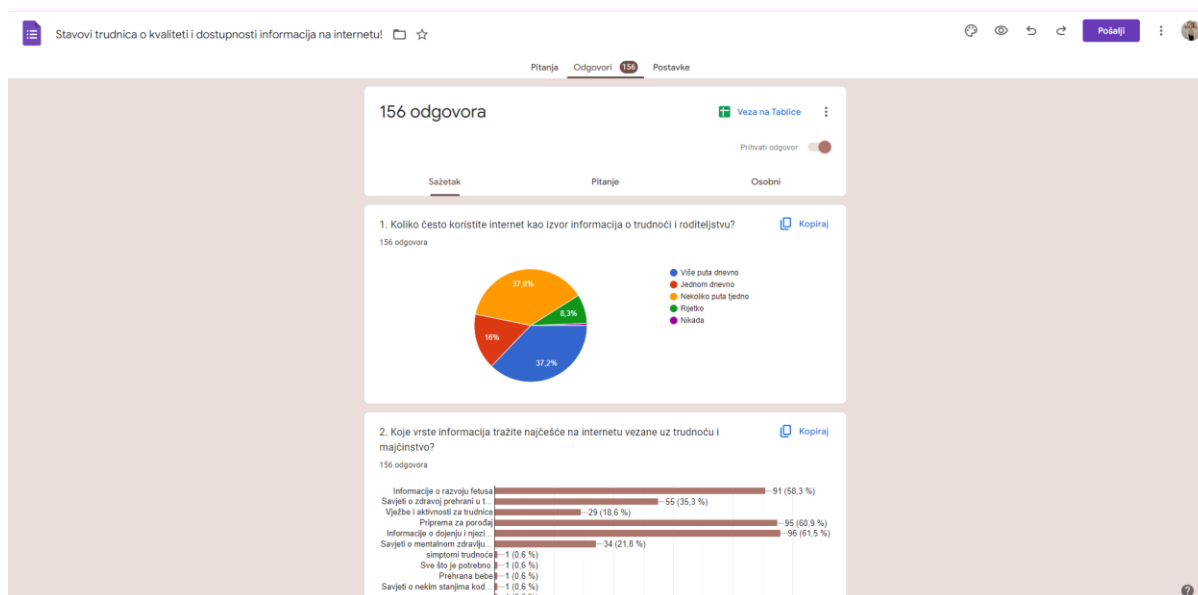 Stavovi trudnica o kvaliteti i dostupnosti informacija na internetu!
Pošalji
Pitanja Odgovori 156 Postavke
156 odgovora
Veza na Tablice
Prihvati odgovor
Sažetak Pitanje Osobni
1. Koliko često koristite internet kao izvor informacija o trudnoći i roditeljstvu?
Kopiraj
156 odgovora
Više puta dnevno
Jednom dnevno
Nekoliko puta tjedno
Rijetko
Nikada
37,8%
8,3%
16%
37,2%
2. Koje vrste informacija tražite najčešće na internetu vezane uz trudnoću i
majčinstvo?
Kopiraj
156 odgovora
Informacije o razvoju fetusa 91 (58,3 %)
Savjeti o zdravoj prehrani u t... 55 (35,3 %)
Vježbe i aktivnosti za trudnice 29 (18,6 %)
Priprema za porođaj 95 (60,9 %)
Informacije o dojenju i njezi... 96 (61,5 %)
Savjeti o mentalnom zdravlju... 34 (21,8 %)
simptomi trudnoće 1 (0,6 %)
Sve što je potrebno. 1 (0,6 %)
Prehrana bebe 1 (0,6 %)
Savjeti o nekim stanjima kod... 1 (0,6 %)